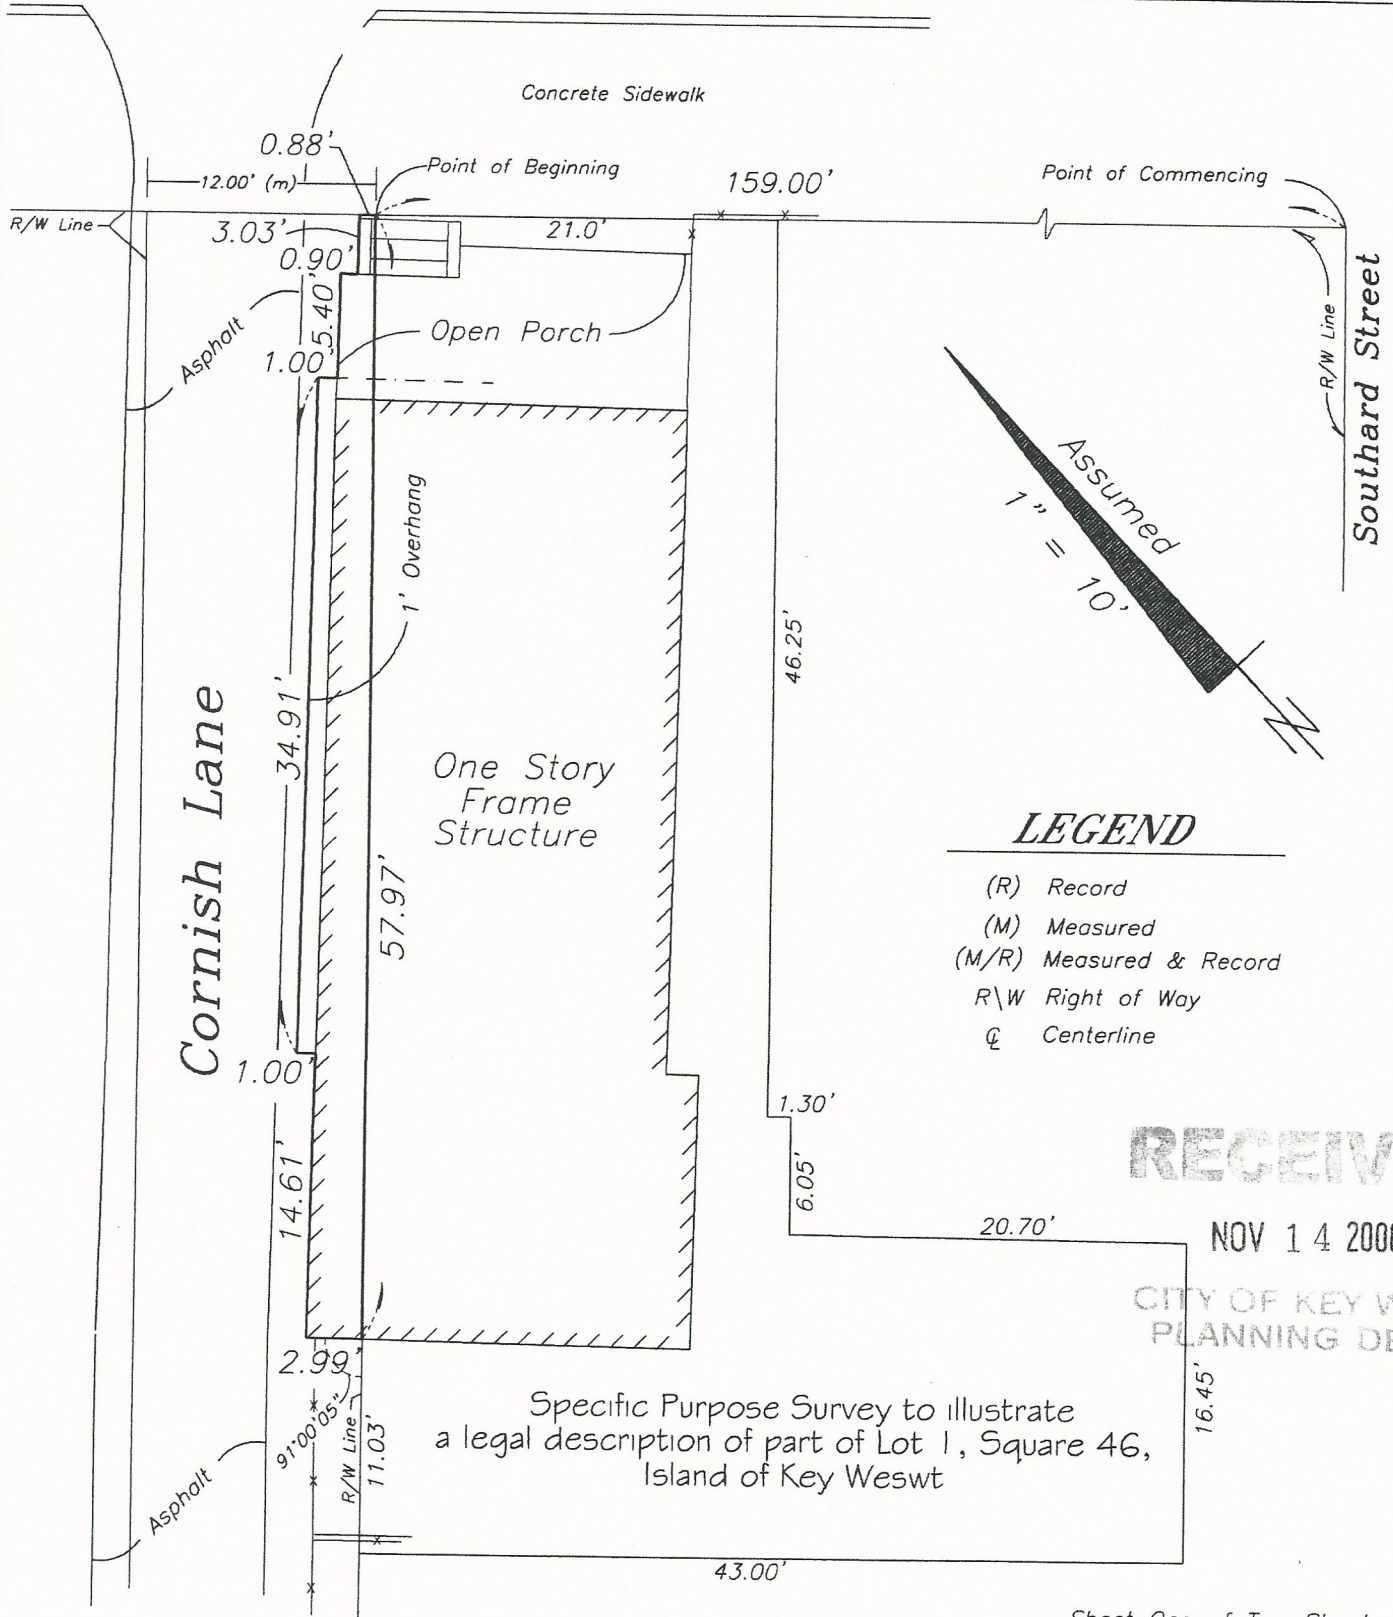 Concrete Sidewalk
0.88'
Point of Beginning
12.00' (m)
159.00'
Point of Commencing
R/W Line
3.03'
21.0'
0.90'
5.40'
Open Porch
Asphalt
1.00'
R/W Line
Southard Street
Assumed
1" = 10'
1' Overhang
46.25'
34.91'
Cornish Lane
One Story
Frame
Structure
57.97'
LEGEND
(R) Record
(M) Measured
(M/R) Measured & Record
R\W Right of Way
℄ Centerline
1.00'
1.30'
6.05'
14.61'
20.70'
RECEIV
NOV 14 200
CITY OF KEY W
PLANNING DE
2.99'
91°00'05"
R/W Line
11.03'
16.45'
Specific Purpose Survey to illustrate
a legal description of part of Lot 1, Square 46,
Island of Key Weswt
Asphalt
43.00'